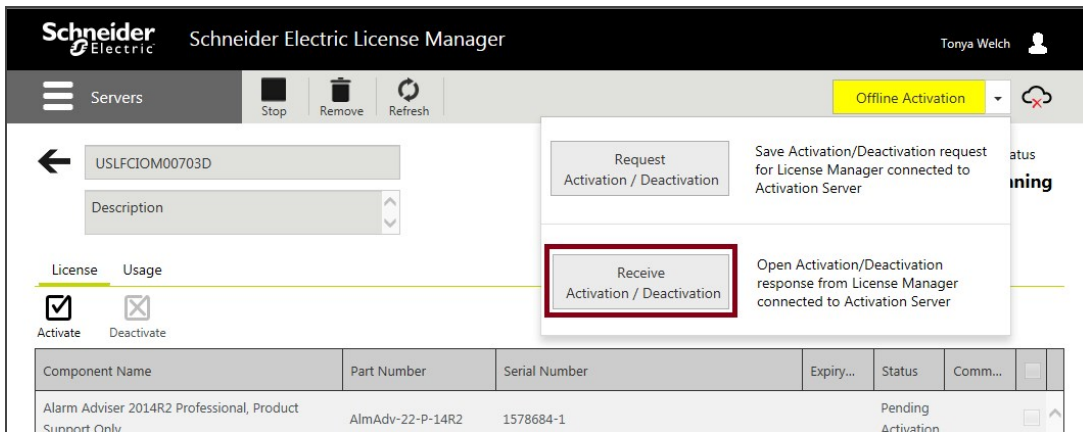 Schneider
Electric
Schneider Electric License Manager
Tonya Welch
Servers
Stop
Remove
Refresh
Offline Activation
USLFCIOM00703D
Description
Request
Activation / Deactivation
Save Activation/Deactivation request
for License Manager connected to
Activation Server
atus
nning
Receive
Activation / Deactivation
Open Activation/Deactivation
response from License Manager
connected to Activation Server
License
Usage
Activate
Deactivate
Component Name
Part Number
Serial Number
Expiry...
Status
Comm...
Alarm Adviser 2014R2 Professional, Product
Support Only
AlmAdv-22-P-14R2
1578684-1
Pending
Activation